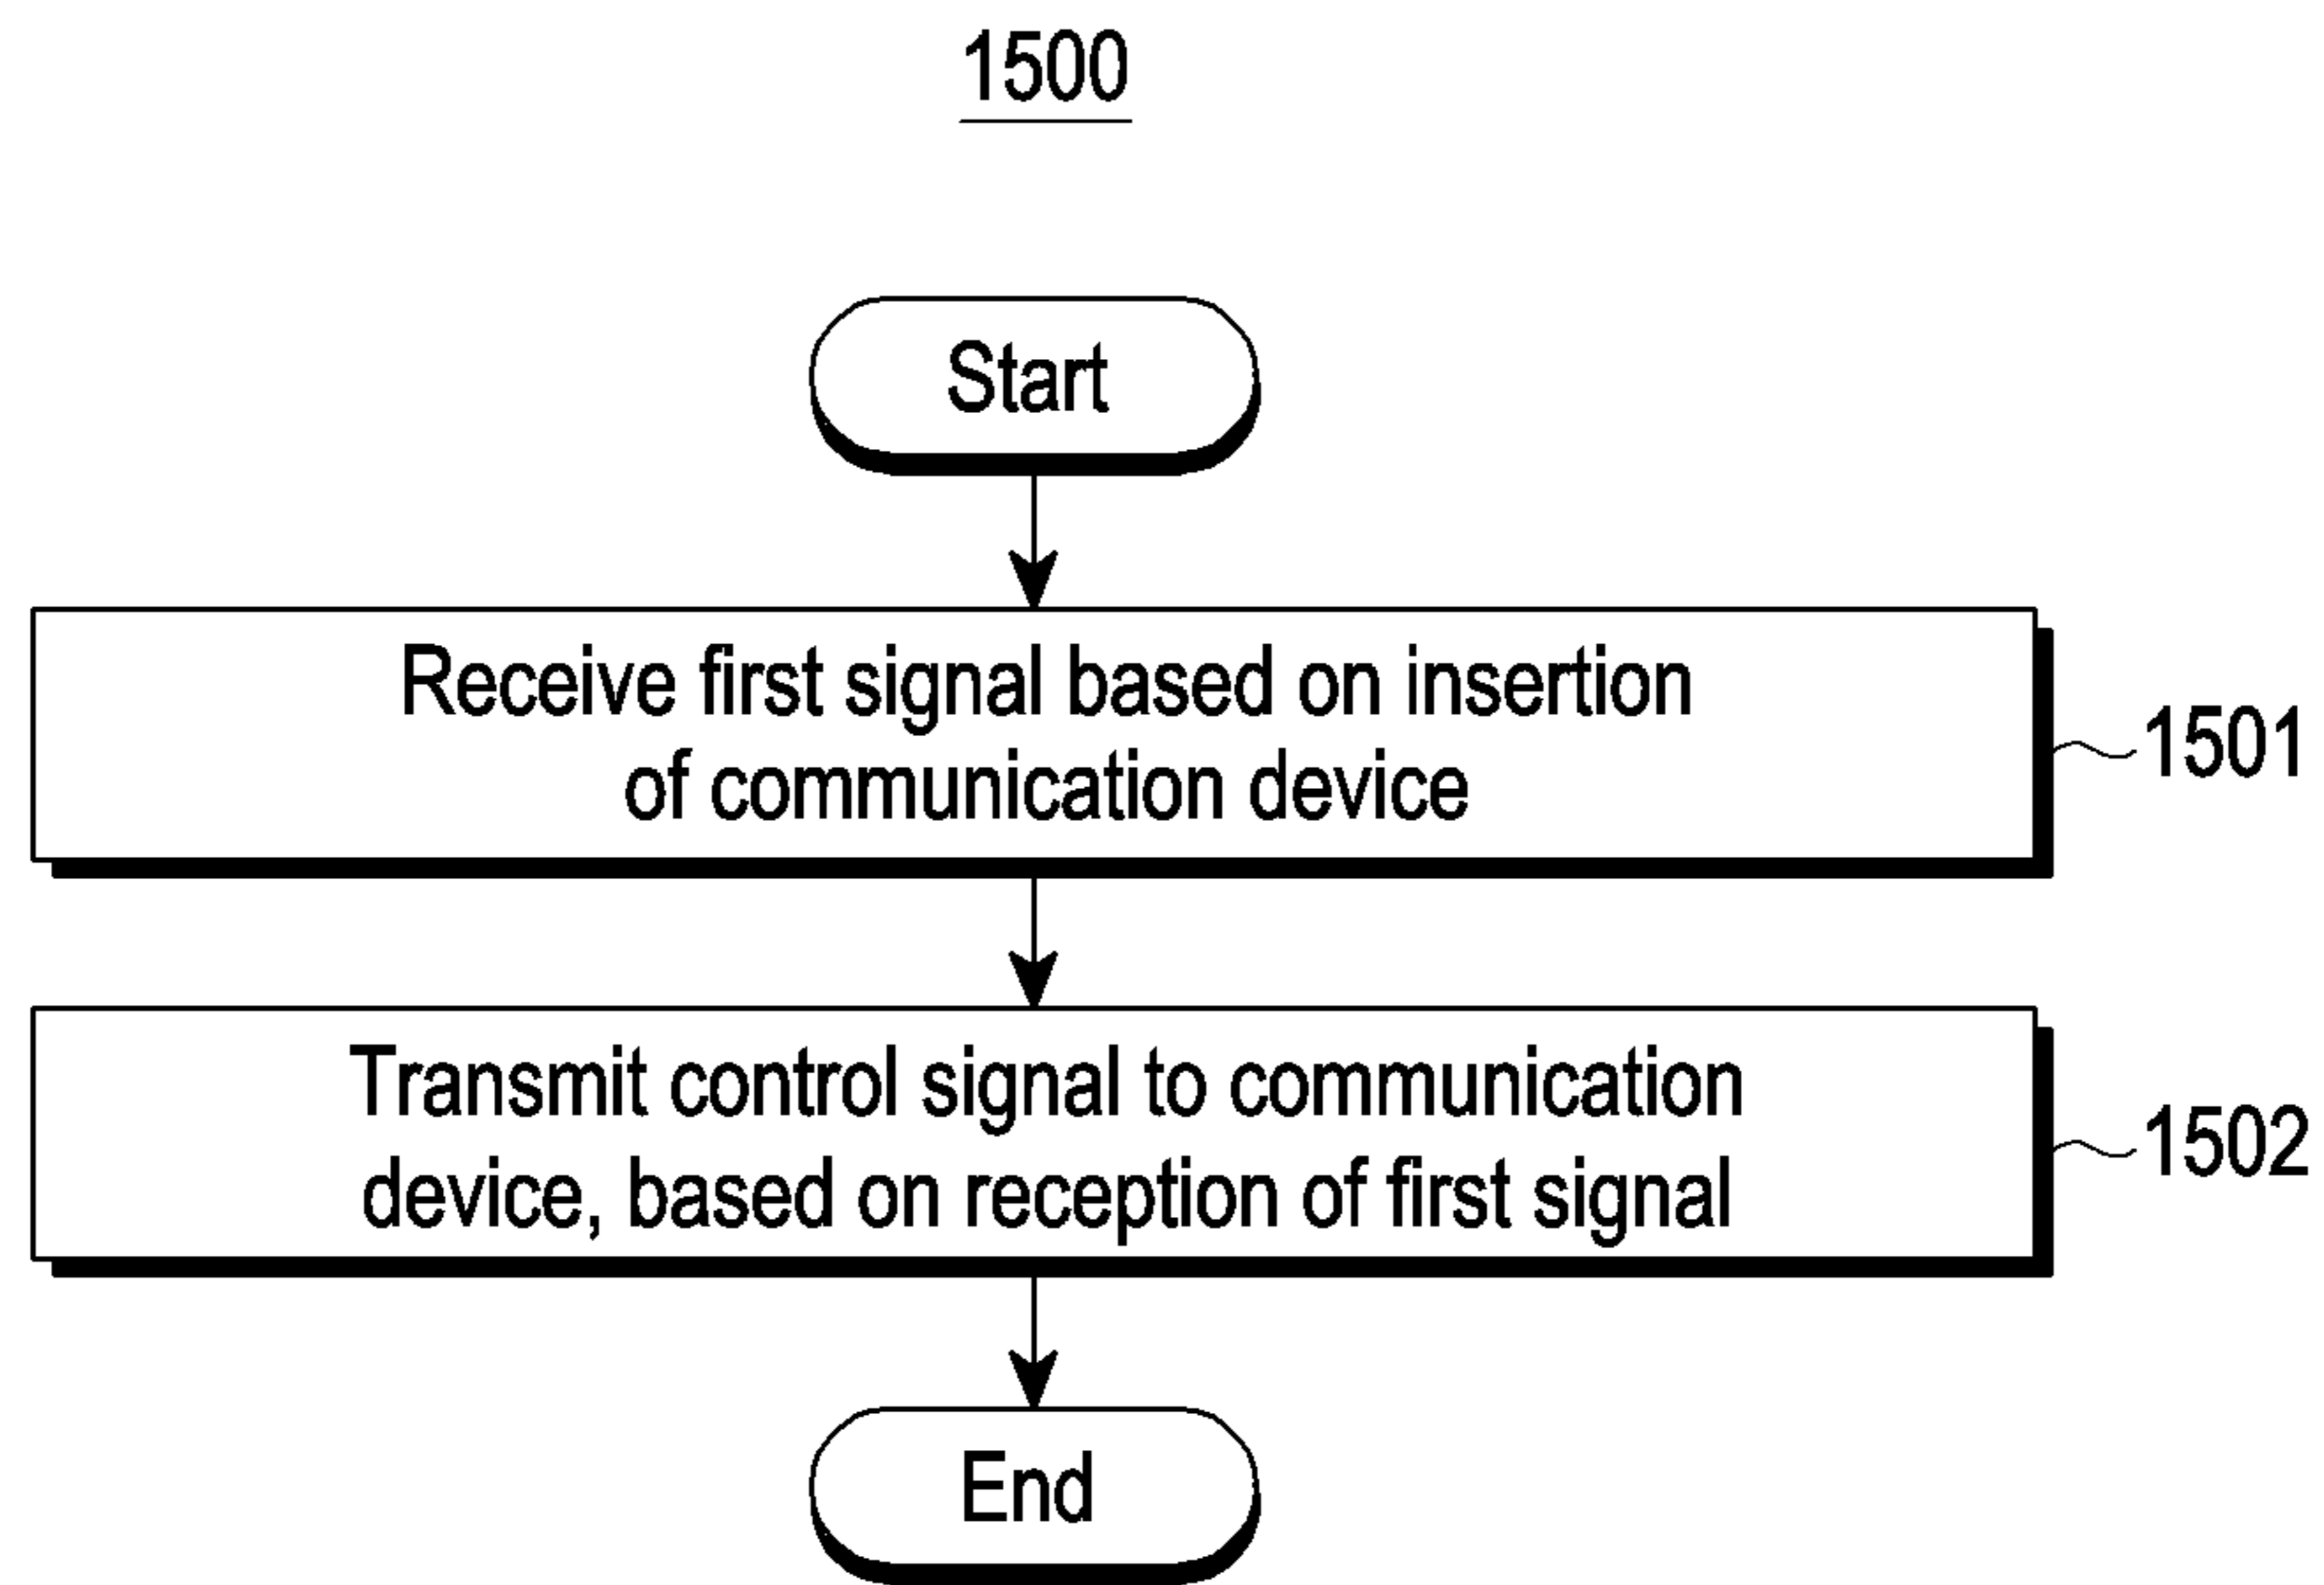 1500
Start
Receive first signal based on insertion
of communication device
1501
Transmit control signal to communication
device, based on reception of first signal
1502
End